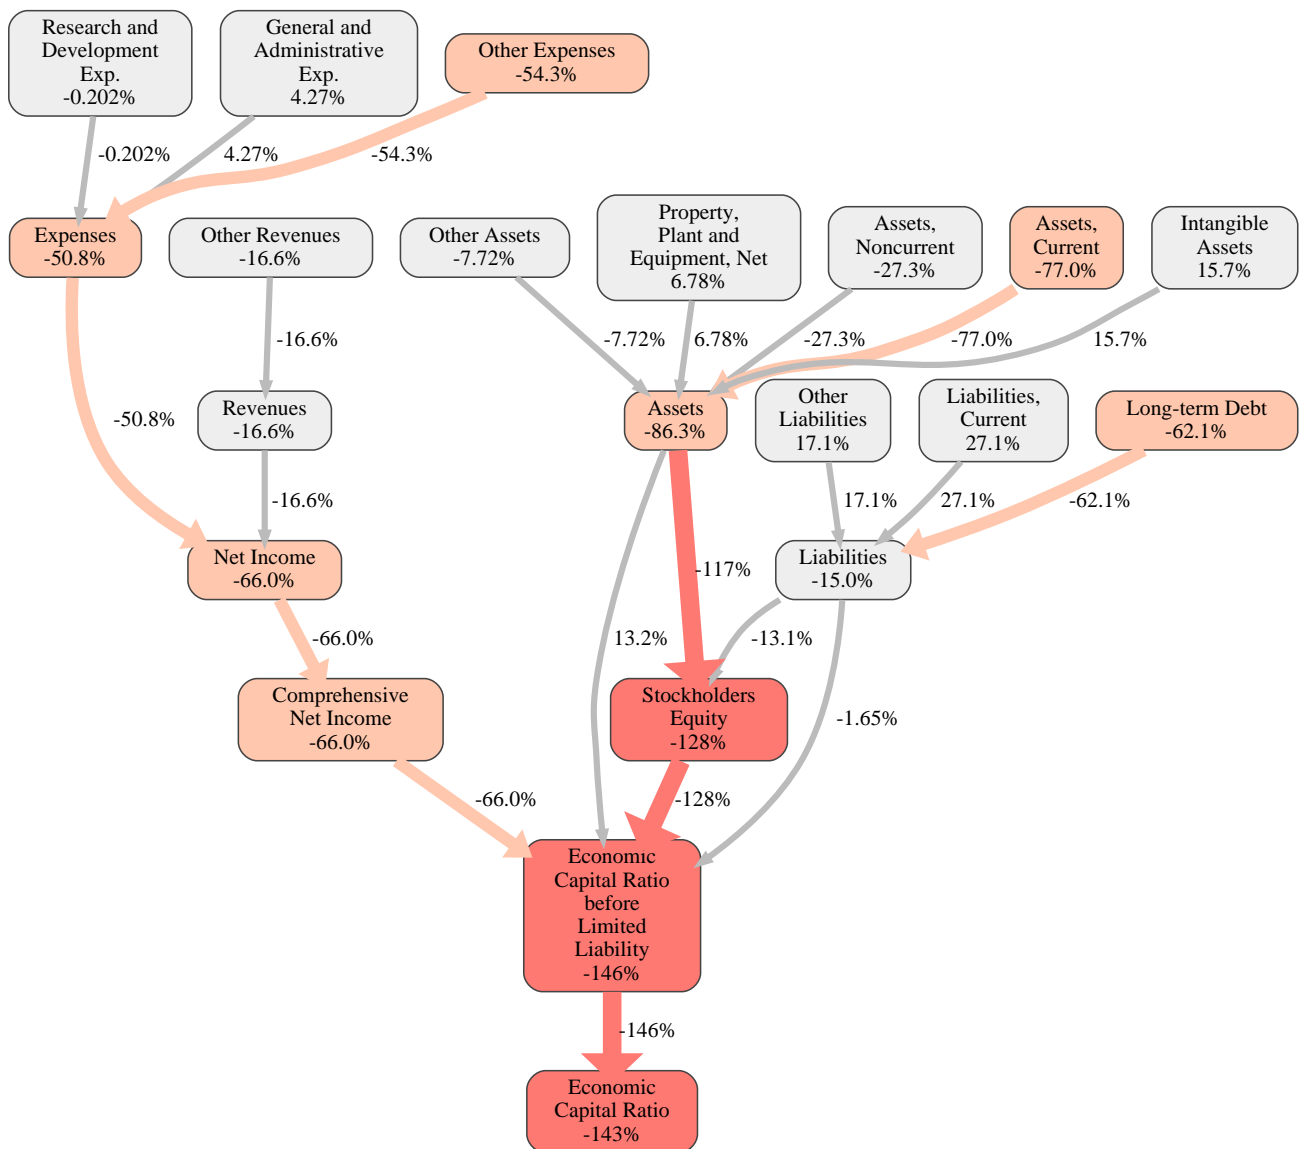 Research and
Development
Exp.
-0.202%
General and
Administrative
Exp.
4.27%
Other Expenses
-54.3%
-0.202%
4.27%
-54.3%
Expenses
-50.8%
Other Revenues
-16.6%
Other Assets
-7.72%
Property,
Plant and
Equipment, Net
6.78%
Assets,
Noncurrent
-27.3%
Assets,
Current
-77.0%
Intangible
Assets
15.7%
-16.6%
-7.72%
6.78%
-27.3%
-77.0%
15.7%
-50.8%
Revenues
-16.6%
Assets
-86.3%
Other
Liabilities
17.1%
Liabilities,
Current
27.1%
Long-term Debt
-62.1%
-16.6%
17.1%
27.1%
-62.1%
Net Income
-66.0%
-117%
Liabilities
-15.0%
-66.0%
13.2%
-13.1%
Comprehensive
Net Income
-66.0%
Stockholders
Equity
-128%
-1.65%
-66.0%
-128%
Economic
Capital Ratio
before
Limited
Liability
-146%
-146%
Economic
Capital Ratio
-143%